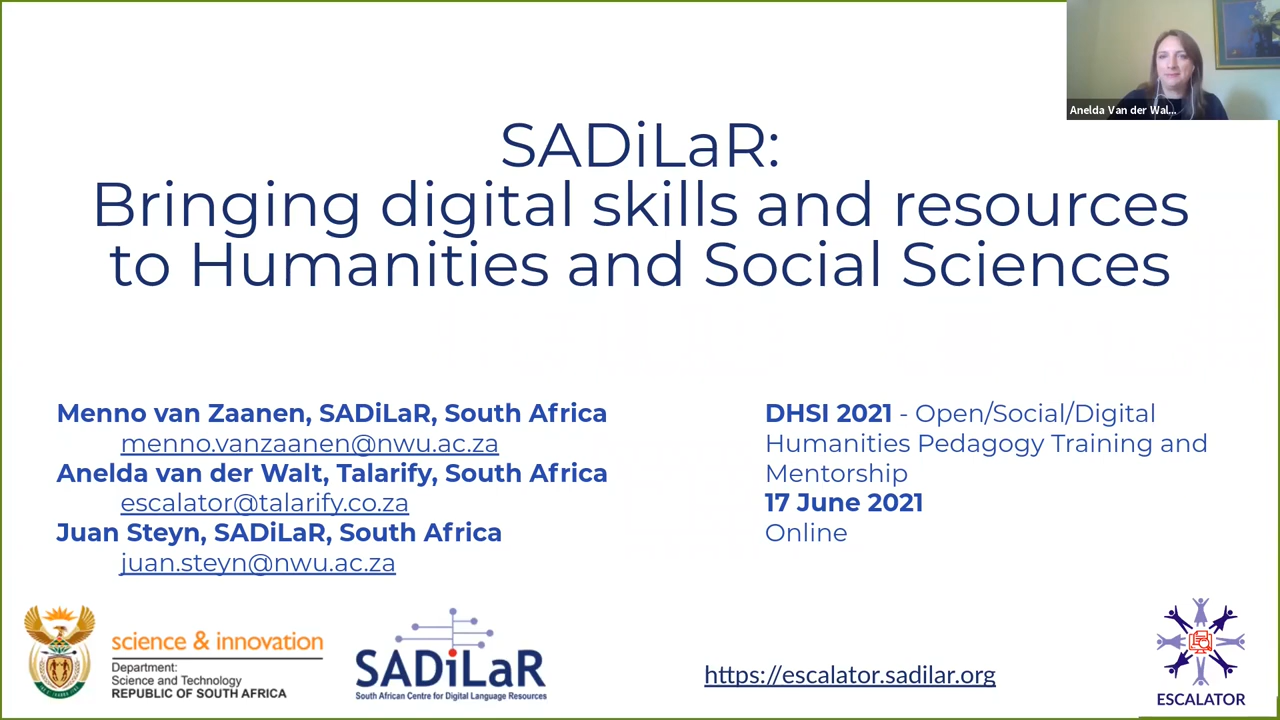 Anelda Van der Wal...
SADiLaR:
Bringing digital skills and resources
to Humanities and Social Sciences
Menno van Zaanen, SADiLaR, South Africa
menno.vanzaanen@nwu.ac.za
Anelda van der Walt, Talarify, South Africa
escalator@talarify.co.za
Juan Steyn, SADiLaR, South Africa
juan.steyn@nwu.ac.za
DHSI 2021 - Open/Social/Digital
Humanities Pedagogy Training and
Mentorship
17 June 2021
Online
science & innovation
Department:
Science and Technology
REPUBLIC OF SOUTH AFRICA
SADiLaR
South African Centre for Digital Language Resources
https://escalator.sadilar.org
ESCALATOR